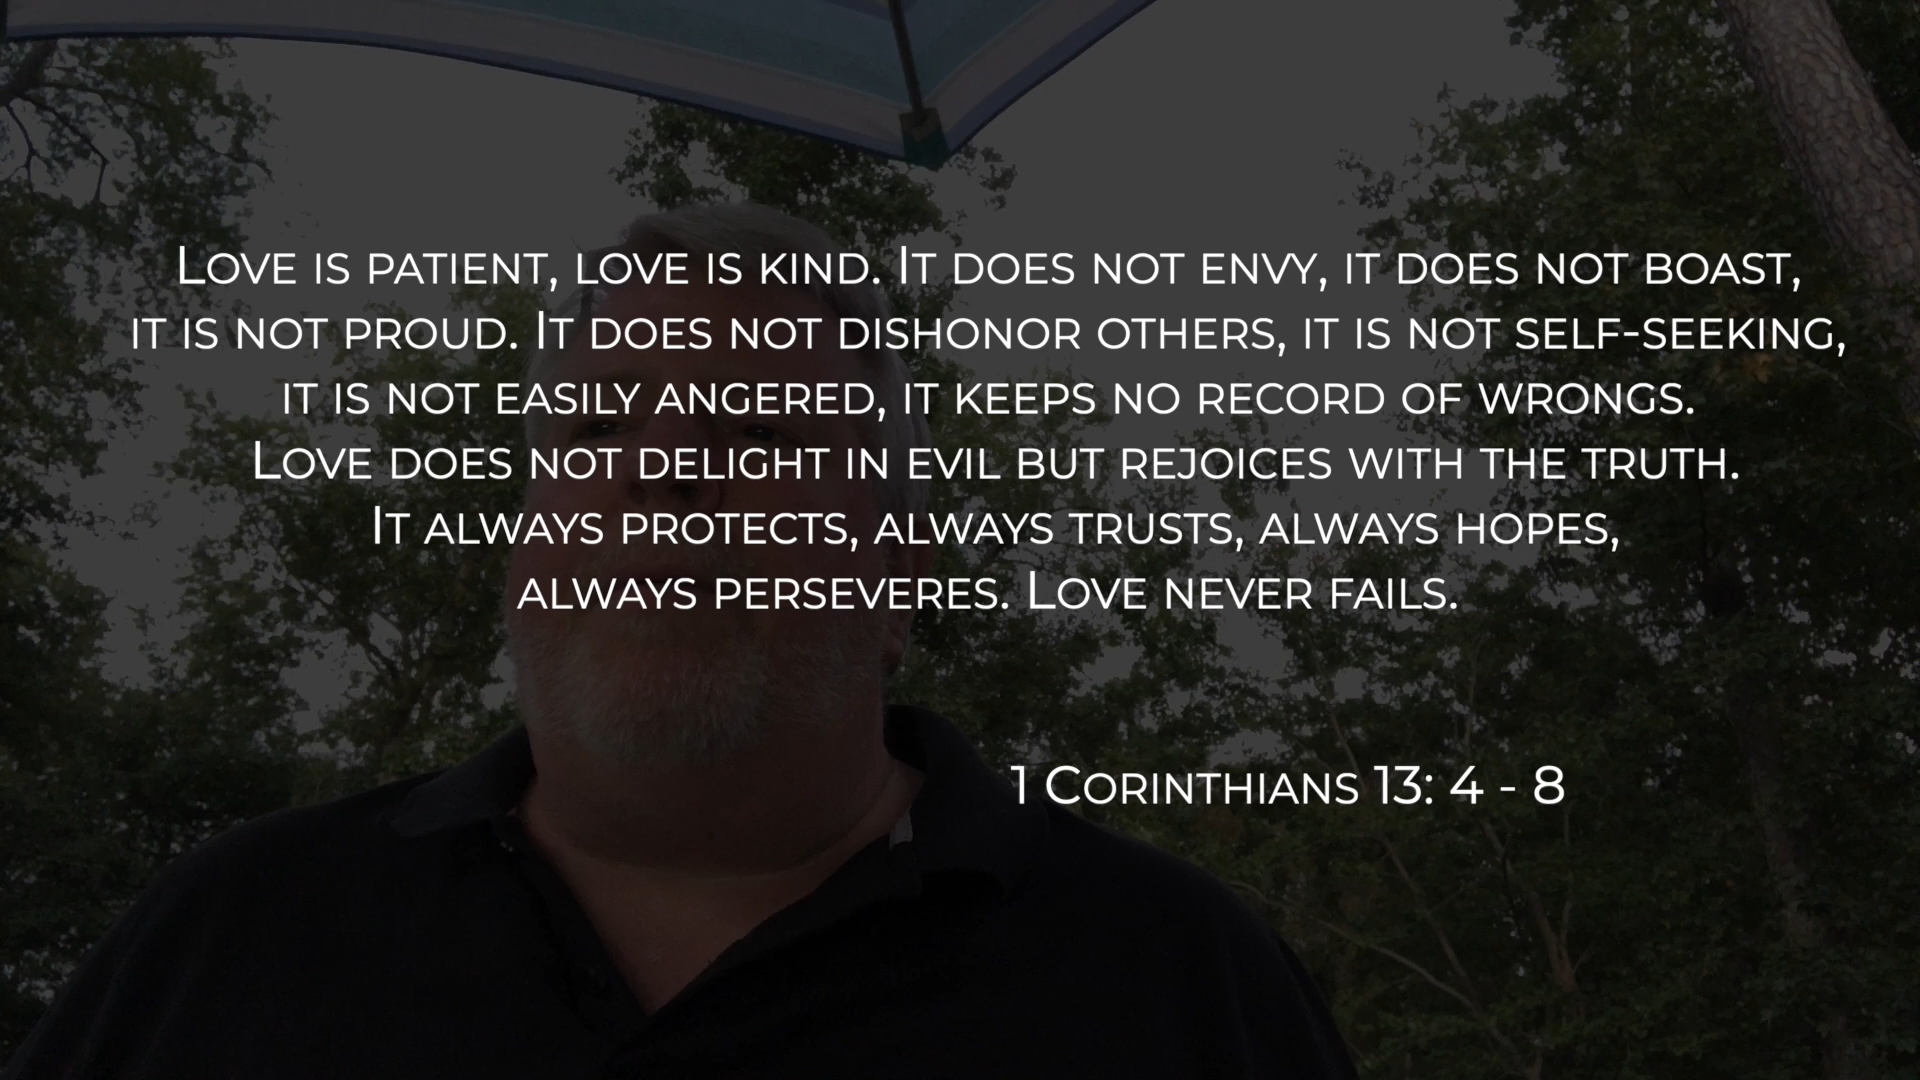 Love is patient, love is kind. It does not envy, it does not boast,
it is not proud. It does not dishonor others, it is not self-seeking,
it is not easily angered, it keeps no record of wrongs.
Love does not delight in evil but rejoices with the truth.
It always protects, always trusts, always hopes,
always perseveres. Love never fails.
1 Corinthians 13: 4 - 8